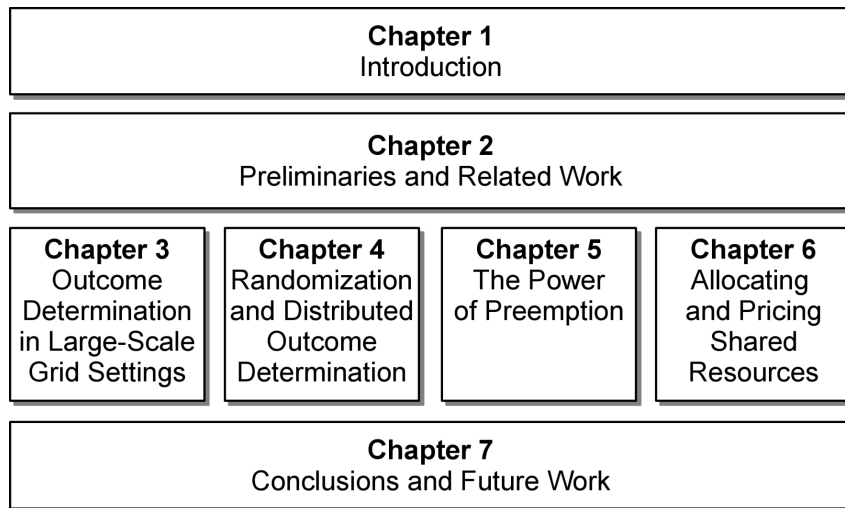 Chapter 1
Introduction
Chapter 2
Preliminaries and Related Work
Chapter 3
Outcome
Determination
in Large-Scale
Grid Settings
Chapter 4
Randomization
and Distributed
Outcome
Determination
Chapter 5
The Power
of Preemption
Chapter 6
Allocating
and Pricing
Shared
Resources
Chapter 7
Conclusions and Future Work